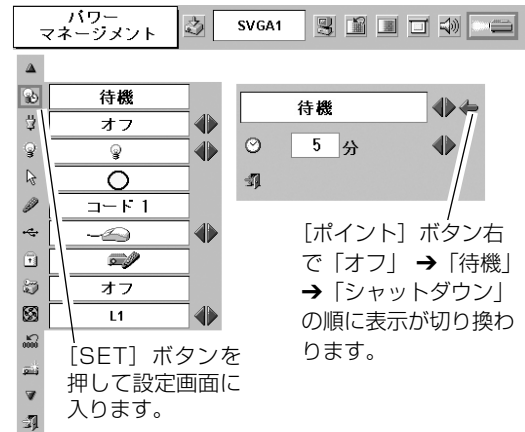 パワー
マネージメント
SVGA1
待機
オフ
コード 1
オフ
L1
待機
5 分
[ポイント] ボタン右
で「オフ」 ➔「待機」
➔「シャットダウン」
の順に表示が切り換わ
ります。
[SET] ボタンを
押して設定画面に
入ります。